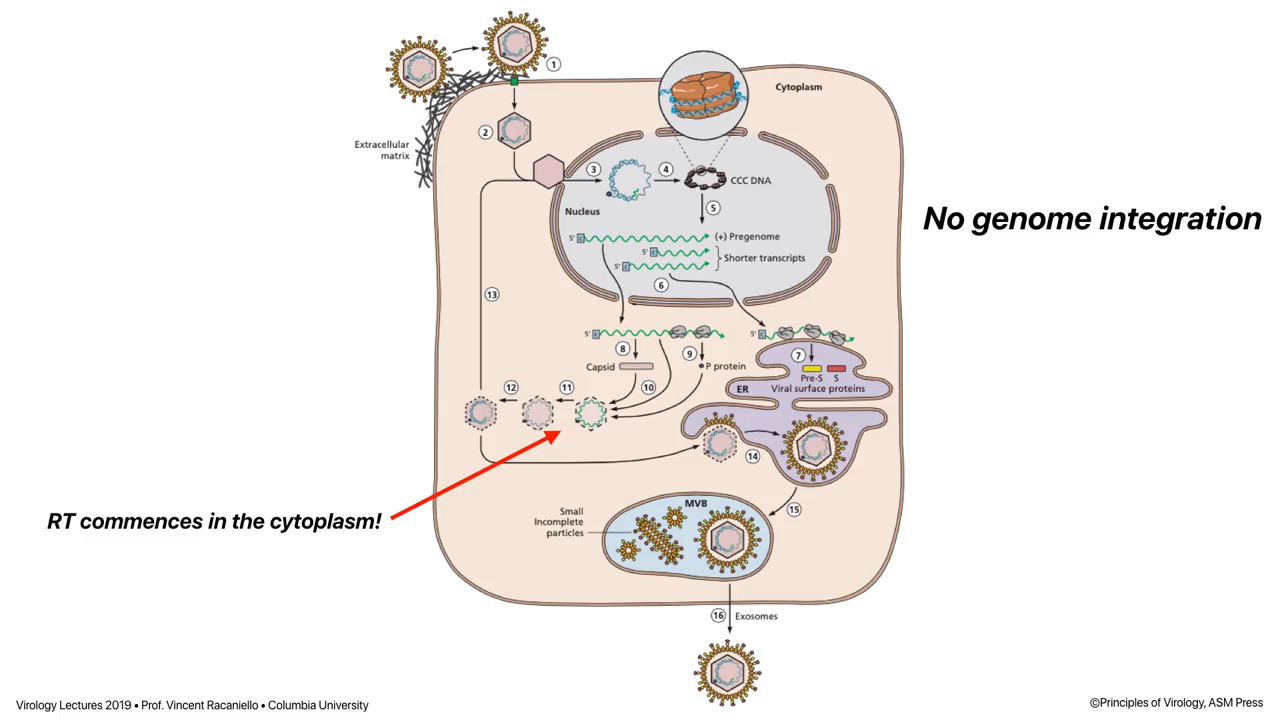 1
Cytoplasm
2
Extracellular
matrix
3
4
CCC DNA
5
Nucleus
No genome integration
5' C
(+) Pregenome
5' C
Shorter transcripts
5' C
6
13
5' C
5' C
8
9
7
Capsid
P protein
Pre-S S
ER
Viral surface proteins
12
11
10
14
RT commences in the cytoplasm!
MVB
15
Small
Incomplete
particles
16
Exosomes
Virology Lectures 2019 • Prof. Vincent Racaniello • Columbia University
©Principles of Virology, ASM Press